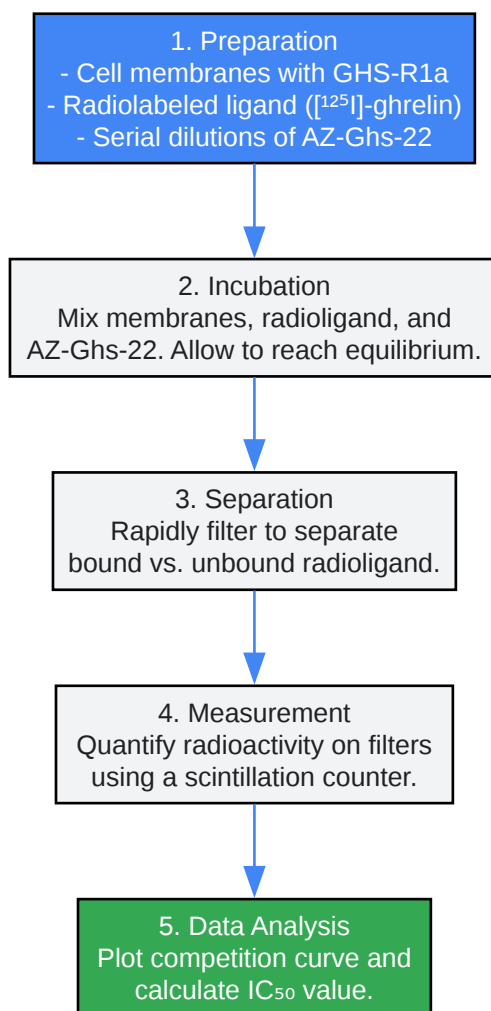 1. Preparation
- Cell membranes with GHS-R1a
- Radiolabeled ligand ([¹²⁵I]-ghrelin)
- Serial dilutions of AZ-Ghs-22
2. Incubation
Mix membranes, radioligand, and
AZ-Ghs-22. Allow to reach equilibrium.
3. Separation
Rapidly filter to separate
bound vs. unbound radioligand.
4. Measurement
Quantify radioactivity on filters
using a scintillation counter.
5. Data Analysis
Plot competition curve and
calculate IC₅₀ value.